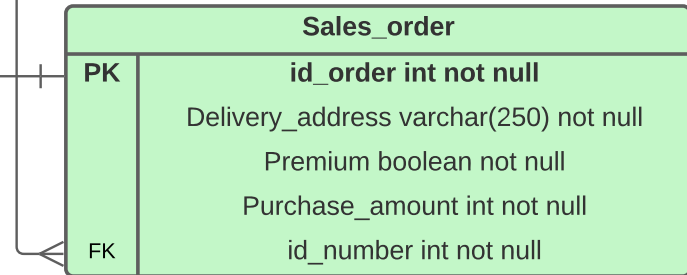 Sales_order
PK id_order int not null
Delivery_address varchar(250) not null
Premium boolean not null
Purchase_amount int not null
FK id_number int not null